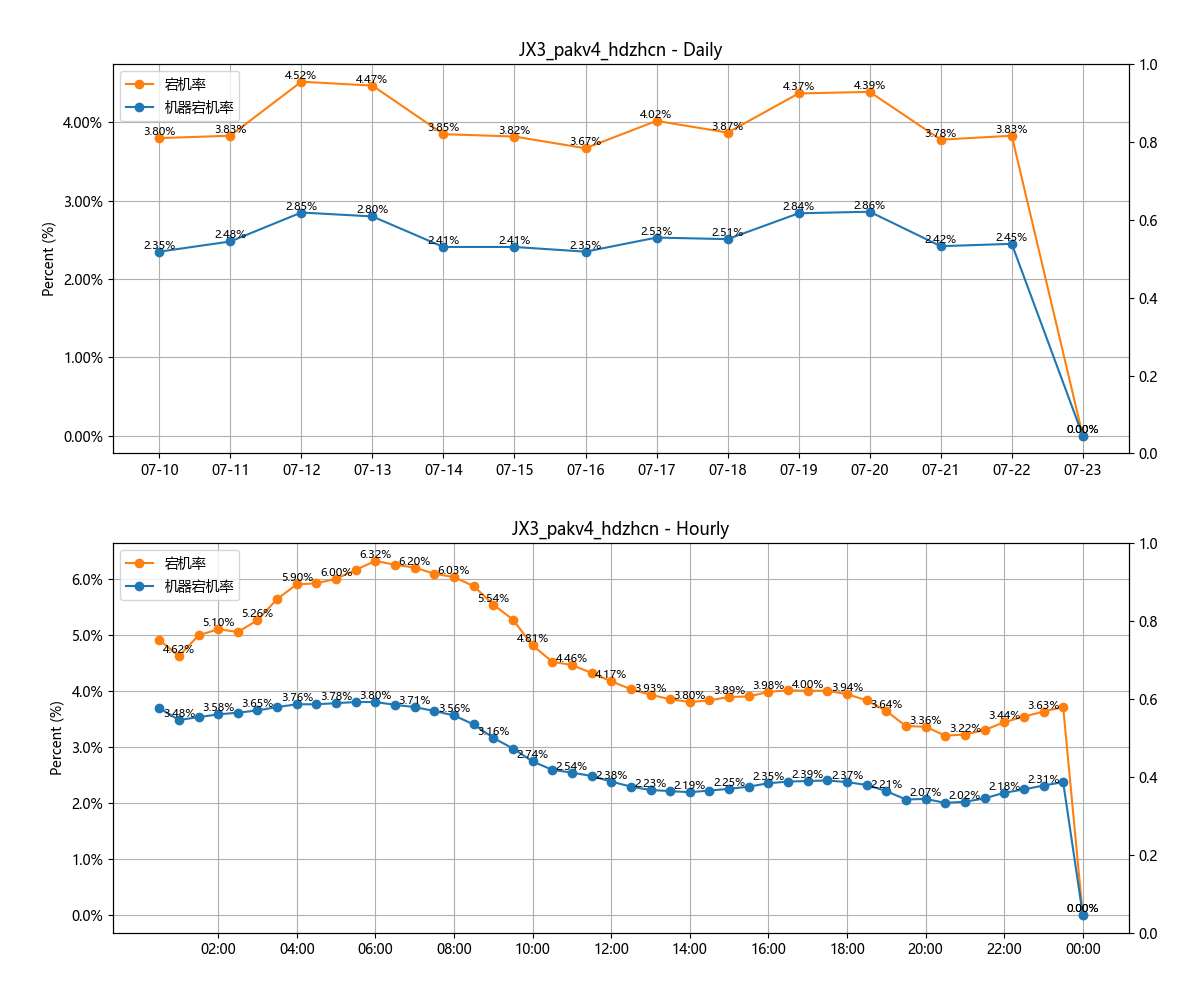 JX3_pakv4_hdzhcn - Daily
宕机率
机器宕机率
Percent (%)
4.00%
3.00%
2.00%
1.00%
0.00%
1.0
0.8
0.6
0.4
0.2
0.0
3.80% 3.83% 4.52% 4.47% 3.85% 3.82% 3.67% 4.02% 3.87% 4.37% 4.39% 3.78% 3.83% 0.00%
2.35% 2.48% 2.85% 2.80% 2.41% 2.41% 2.35% 2.53% 2.51% 2.84% 2.86% 2.42% 2.45% 0.00%
07-10 07-11 07-12 07-13 07-14 07-15 07-16 07-17 07-18 07-19 07-20 07-21 07-22 07-23
JX3_pakv4_hdzhcn - Hourly
宕机率
机器宕机率
Percent (%)
6.0%
5.0%
4.0%
3.0%
2.0%
1.0%
0.0%
1.0
0.8
0.6
0.4
0.2
0.0
4.62% 5.10% 5.26% 5.90% 6.00% 6.32% 6.20% 6.03% 5.54% 4.81% 4.46% 4.17% 3.93% 3.80% 3.89% 3.98% 4.00% 3.94% 3.64% 3.36% 3.22% 3.44% 3.63% 0.00%
3.48% 3.58% 3.65% 3.76% 3.78% 3.80% 3.71% 3.56% 3.16% 2.74% 2.54% 2.38% 2.23% 2.19% 2.25% 2.35% 2.39% 2.37% 2.21% 2.07% 2.02% 2.18% 2.31% 0.00%
02:00 04:00 06:00 08:00 10:00 12:00 14:00 16:00 18:00 20:00 22:00 00:00